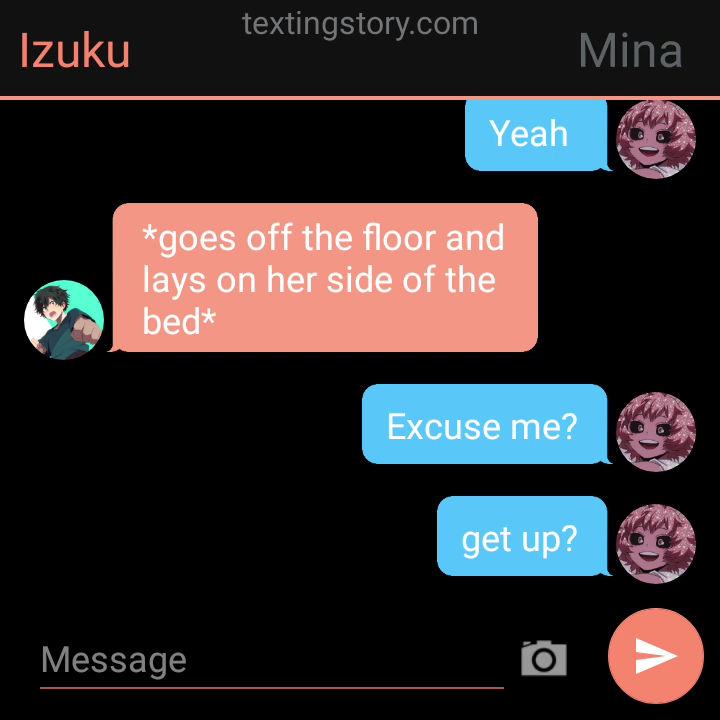 textingstory.com
Izuku
Mina
Yeah
*goes off the floor and
lays on her side of the
bed*
Excuse me?
get up?
Message